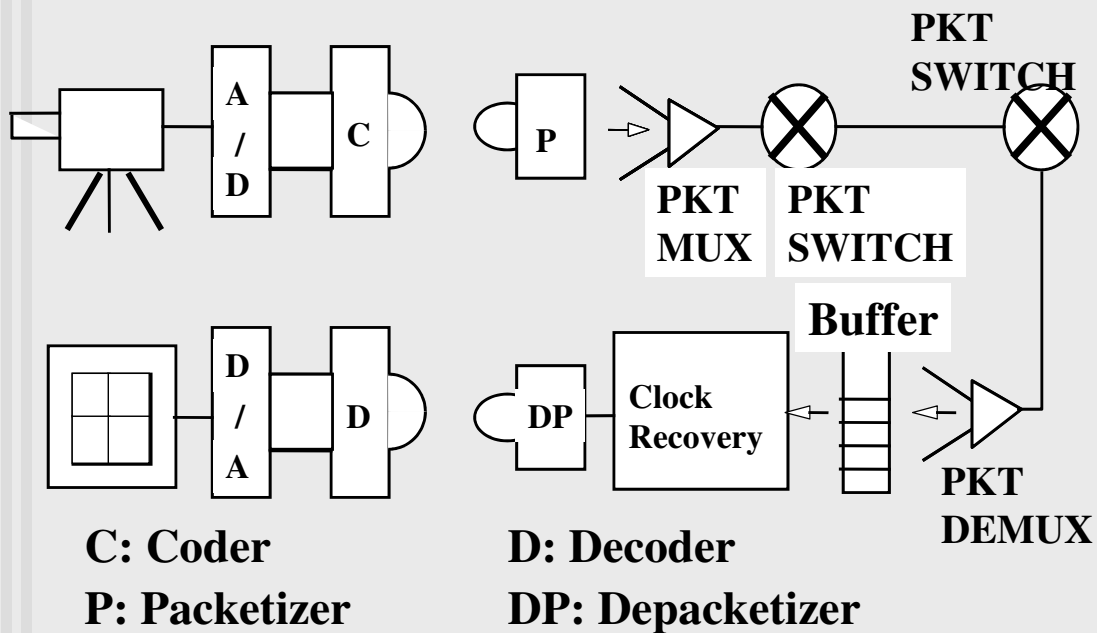 PKT
SWITCH
A
/
D
C
P
PKT
MUX
PKT
SWITCH
Buffer
D
/
A
D
DP
Clock
Recovery
PKT
DEMUX
C: Coder
D: Decoder
P: Packetizer
DP: Depacketizer